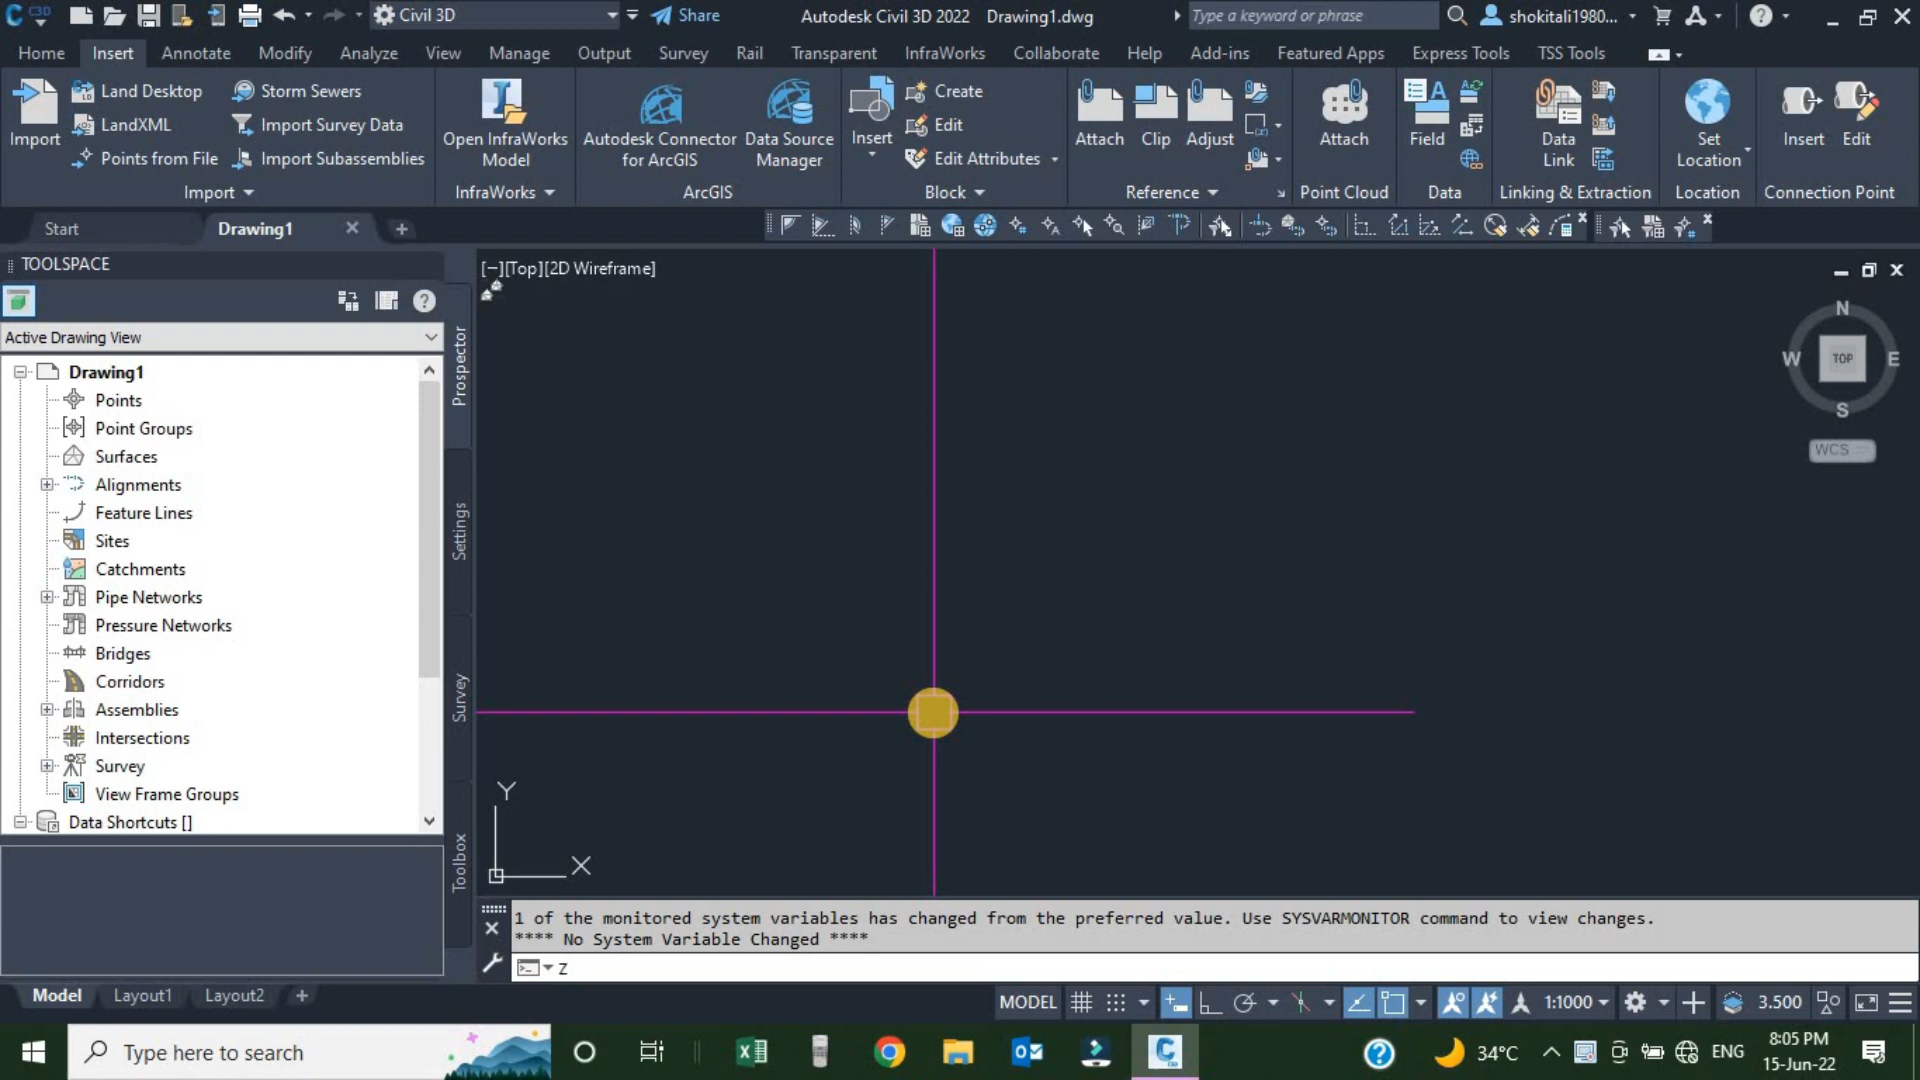 C3D
Civil 3D
Share
Autodesk Civil 3D 2022 Drawing1.dwg
Type a keyword or phrase
shokitali1980...
Home Insert Annotate Modify Analyze View Manage Output Survey Rail Transparent InfraWorks Collaborate Help Add-ins Featured Apps Express Tools TSS Tools
Import
Land Desktop
LandXML
Points from File
Storm Sewers
Import Survey Data
Import Subassemblies
Open InfraWorks
Model
Autodesk Connector
for ArcGIS
Data Source
Manager
Insert
Create
Edit
Edit Attributes
Attach
Clip
Adjust
Attach
Field
Data
Link
Set
Location
Insert
Edit
Import
InfraWorks
ArcGIS
Block
Reference
Point Cloud
Data
Linking & Extraction
Location
Connection Point
Start
Drawing1
TOOLSPACE
Active Drawing View
Drawing1
Points
Point Groups
Surfaces
Alignments
Feature Lines
Sites
Catchments
Pipe Networks
Pressure Networks
Bridges
Corridors
Assemblies
Intersections
Survey
View Frame Groups
Data Shortcuts []
Prospector
Settings
Survey
Toolbox
[−][Top][2D Wireframe]
N
W
TOP
E
S
WCS
Y
X
1 of the monitored system variables has changed from the preferred value. Use SYSVARMONITOR command to view changes.
**** No System Variable Changed ****
Z
Model Layout1 Layout2 +
MODEL
1:1000
3.500
Type here to search
34°C
ENG
8:05 PM
15-Jun-22